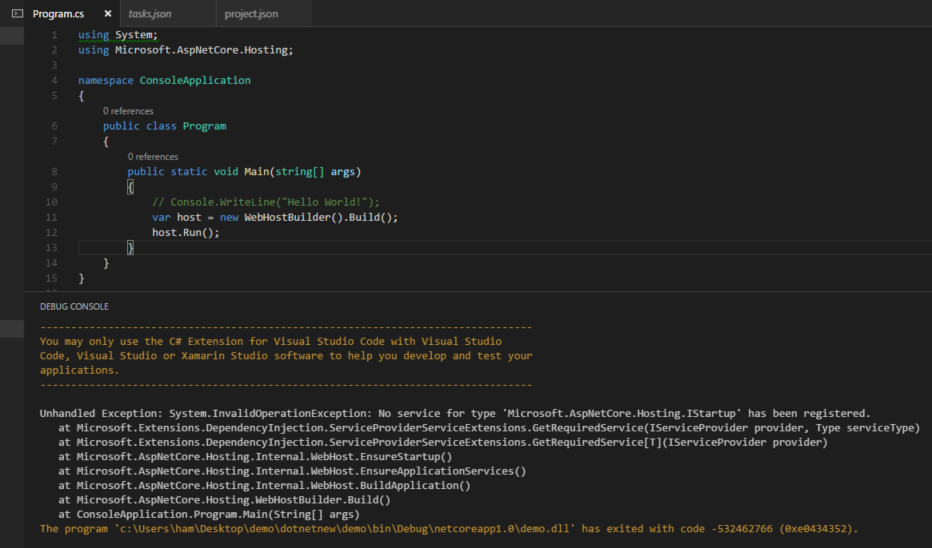 Program.cs × tasks.json project.json
1 using System;
2 using Microsoft.AspNetCore.Hosting;
3
4 namespace ConsoleApplication
5 {
0 references
6 public class Program
7 {
0 references
8 public static void Main(string[] args)
9 {
10 // Console.WriteLine("Hello World!");
11 var host = new WebHostBuilder().Build();
12 host.Run();
13 }
14 }
15 }
DEBUG CONSOLE
--------------------------------------------------------------------------------
You may only use the C# Extension for Visual Studio Code with Visual Studio
Code, Visual Studio or Xamarin Studio software to help you develop and test your
applications.
--------------------------------------------------------------------------------
Unhandled Exception: System.InvalidOperationException: No service for type 'Microsoft.AspNetCore.Hosting.IStartup' has been registered.
at Microsoft.Extensions.DependencyInjection.ServiceProviderServiceExtensions.GetRequiredService(IServiceProvider provider, Type serviceType)
at Microsoft.Extensions.DependencyInjection.ServiceProviderServiceExtensions.GetRequiredService[T](IServiceProvider provider)
at Microsoft.AspNetCore.Hosting.Internal.WebHost.EnsureStartup()
at Microsoft.AspNetCore.Hosting.Internal.WebHost.EnsureApplicationServices()
at Microsoft.AspNetCore.Hosting.Internal.WebHost.BuildApplication()
at Microsoft.AspNetCore.Hosting.WebHostBuilder.Build()
at ConsoleApplication.Program.Main(String[] args)
The program 'c:\Users\ham\Desktop\demo\dotnetnew\demo\bin\Debug\netcoreapp1.0\demo.dll' has exited with code -532462766 (0xe0434352).